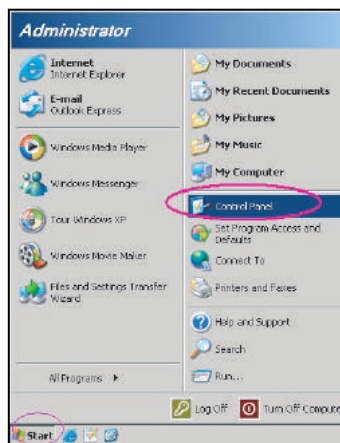 Administrator
Internet
Internet Explorer
E-mail
Outlook Express
Windows Media Player
Windows Messenger
Tour Windows XP
Windows Movie Maker
Files and Settings Transfer
Wizard
All Programs
My Documents
My Recent Documents
My Pictures
My Music
My Computer
Control Panel
Set Program Access and
Defaults
Connect To
Printers and Faxes
Help and Support
Search
Run...
Log Off
Turn Off Compute
Start